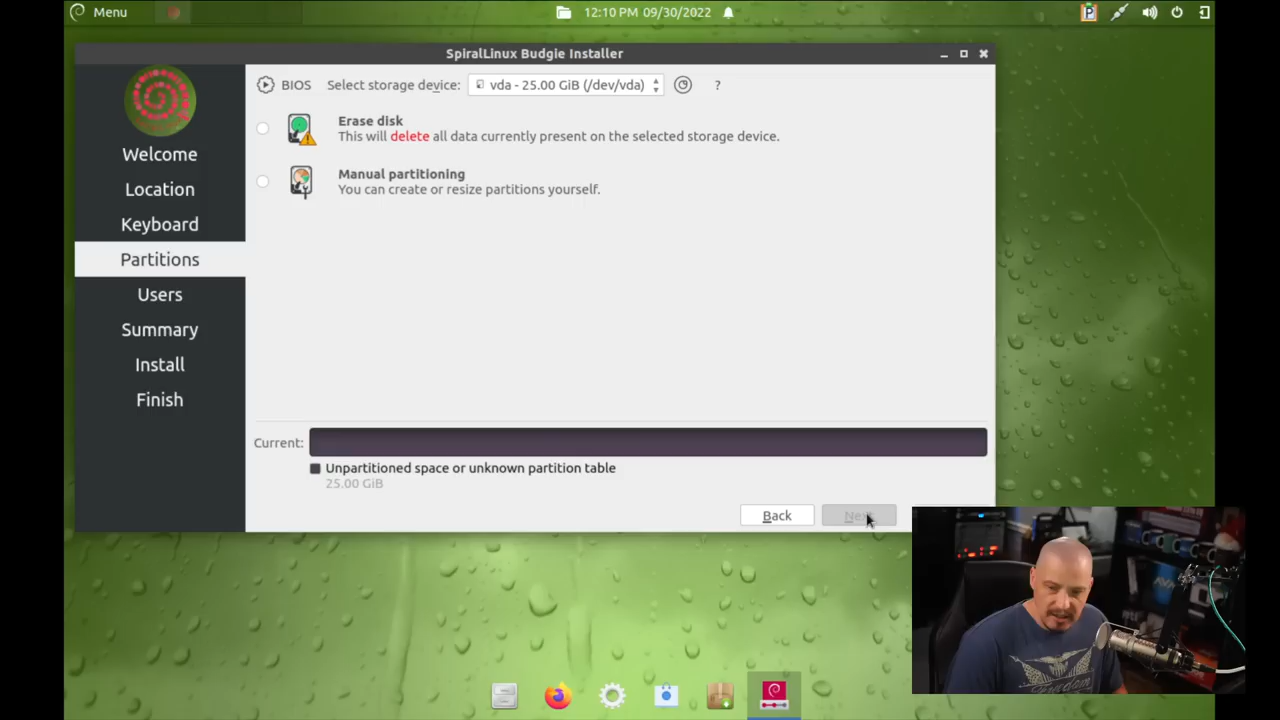 Menu
12:10 PM 09/30/2022
SpiralLinux Budgie Installer
BIOS Select storage device: vda - 25.00 GiB (/dev/vda) ?
Welcome
Location
Keyboard
Partitions
Users
Summary
Install
Finish
Erase disk
This will delete all data currently present on the selected storage device.
Manual partitioning
You can create or resize partitions yourself.
Current:
Unpartitioned space or unknown partition table
25.00 GiB
Back Next